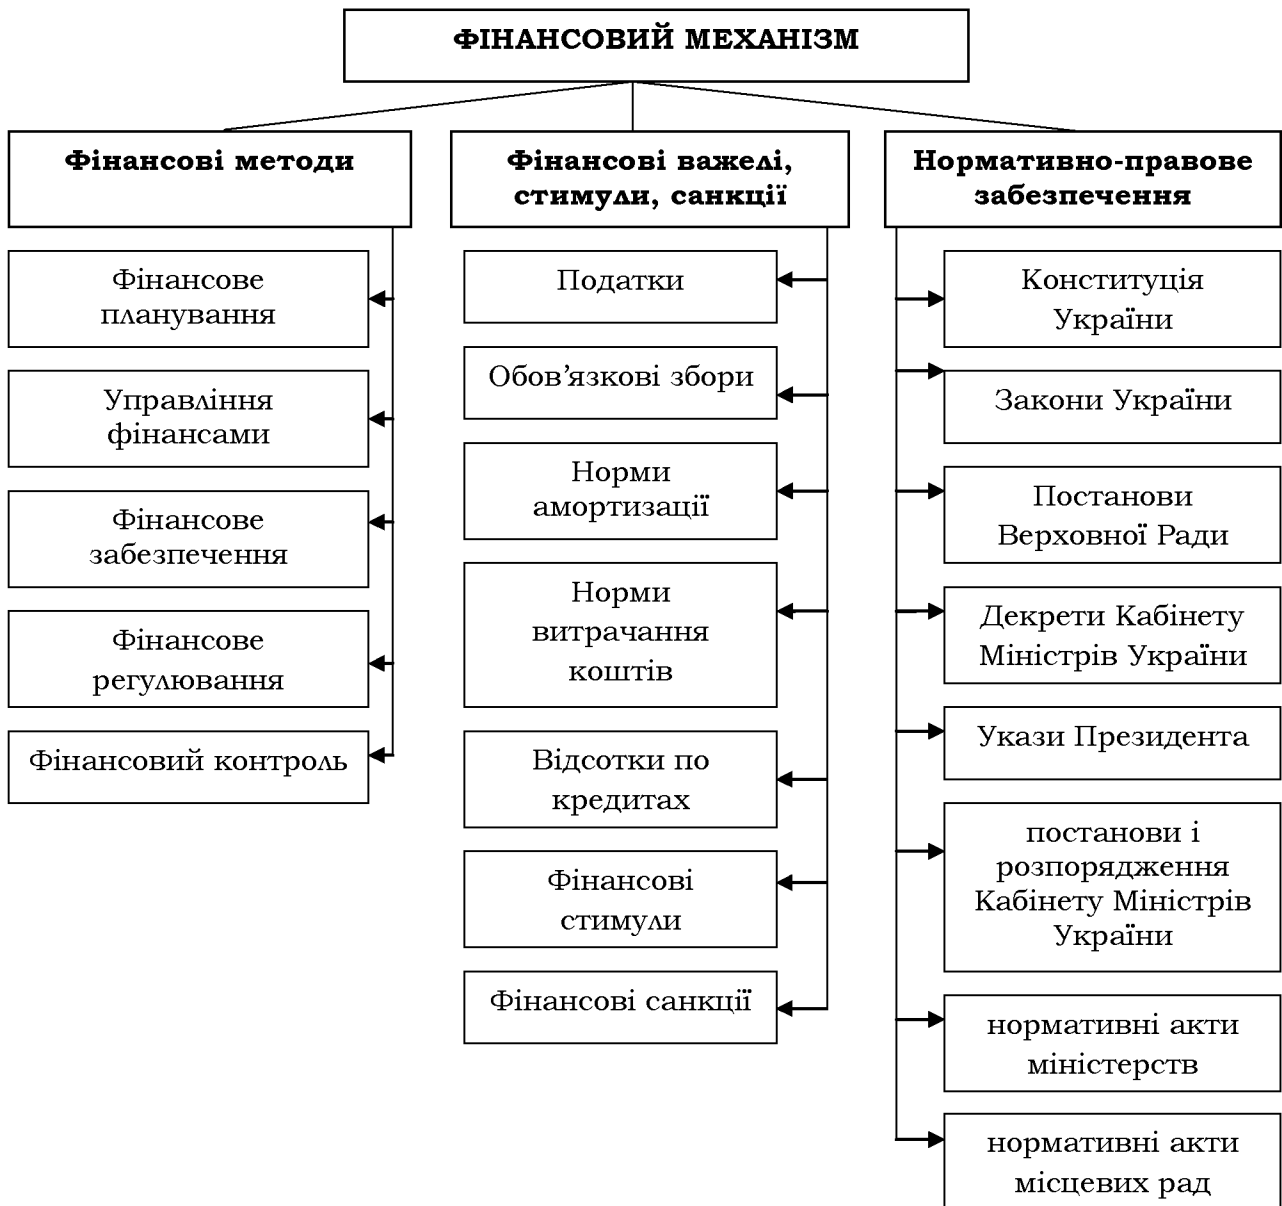 ФІНАНСОВИЙ МЕХАНІЗМ
Фінансові методи
Фінансове
планування
Управління
фінансами
Фінансове
забезпечення
Фінансове
регулювання
Фінансовий контроль
Фінансові важелі,
стимули, санкції
Податки
Обов’язкові збори
Норми
амортизації
Норми
витрачання
коштів
Відсотки по
кредитах
Фінансові
стимули
Фінансові санкції
Нормативно-правове
забезпечення
Конституція
України
Закони України
Постанови
Верховної Ради
Декрети Кабінету
Міністрів України
Укази Президента
постанови і
розпорядження
Кабінету Міністрів
України
нормативні акти
міністерств
нормативні акти
місцевих рад